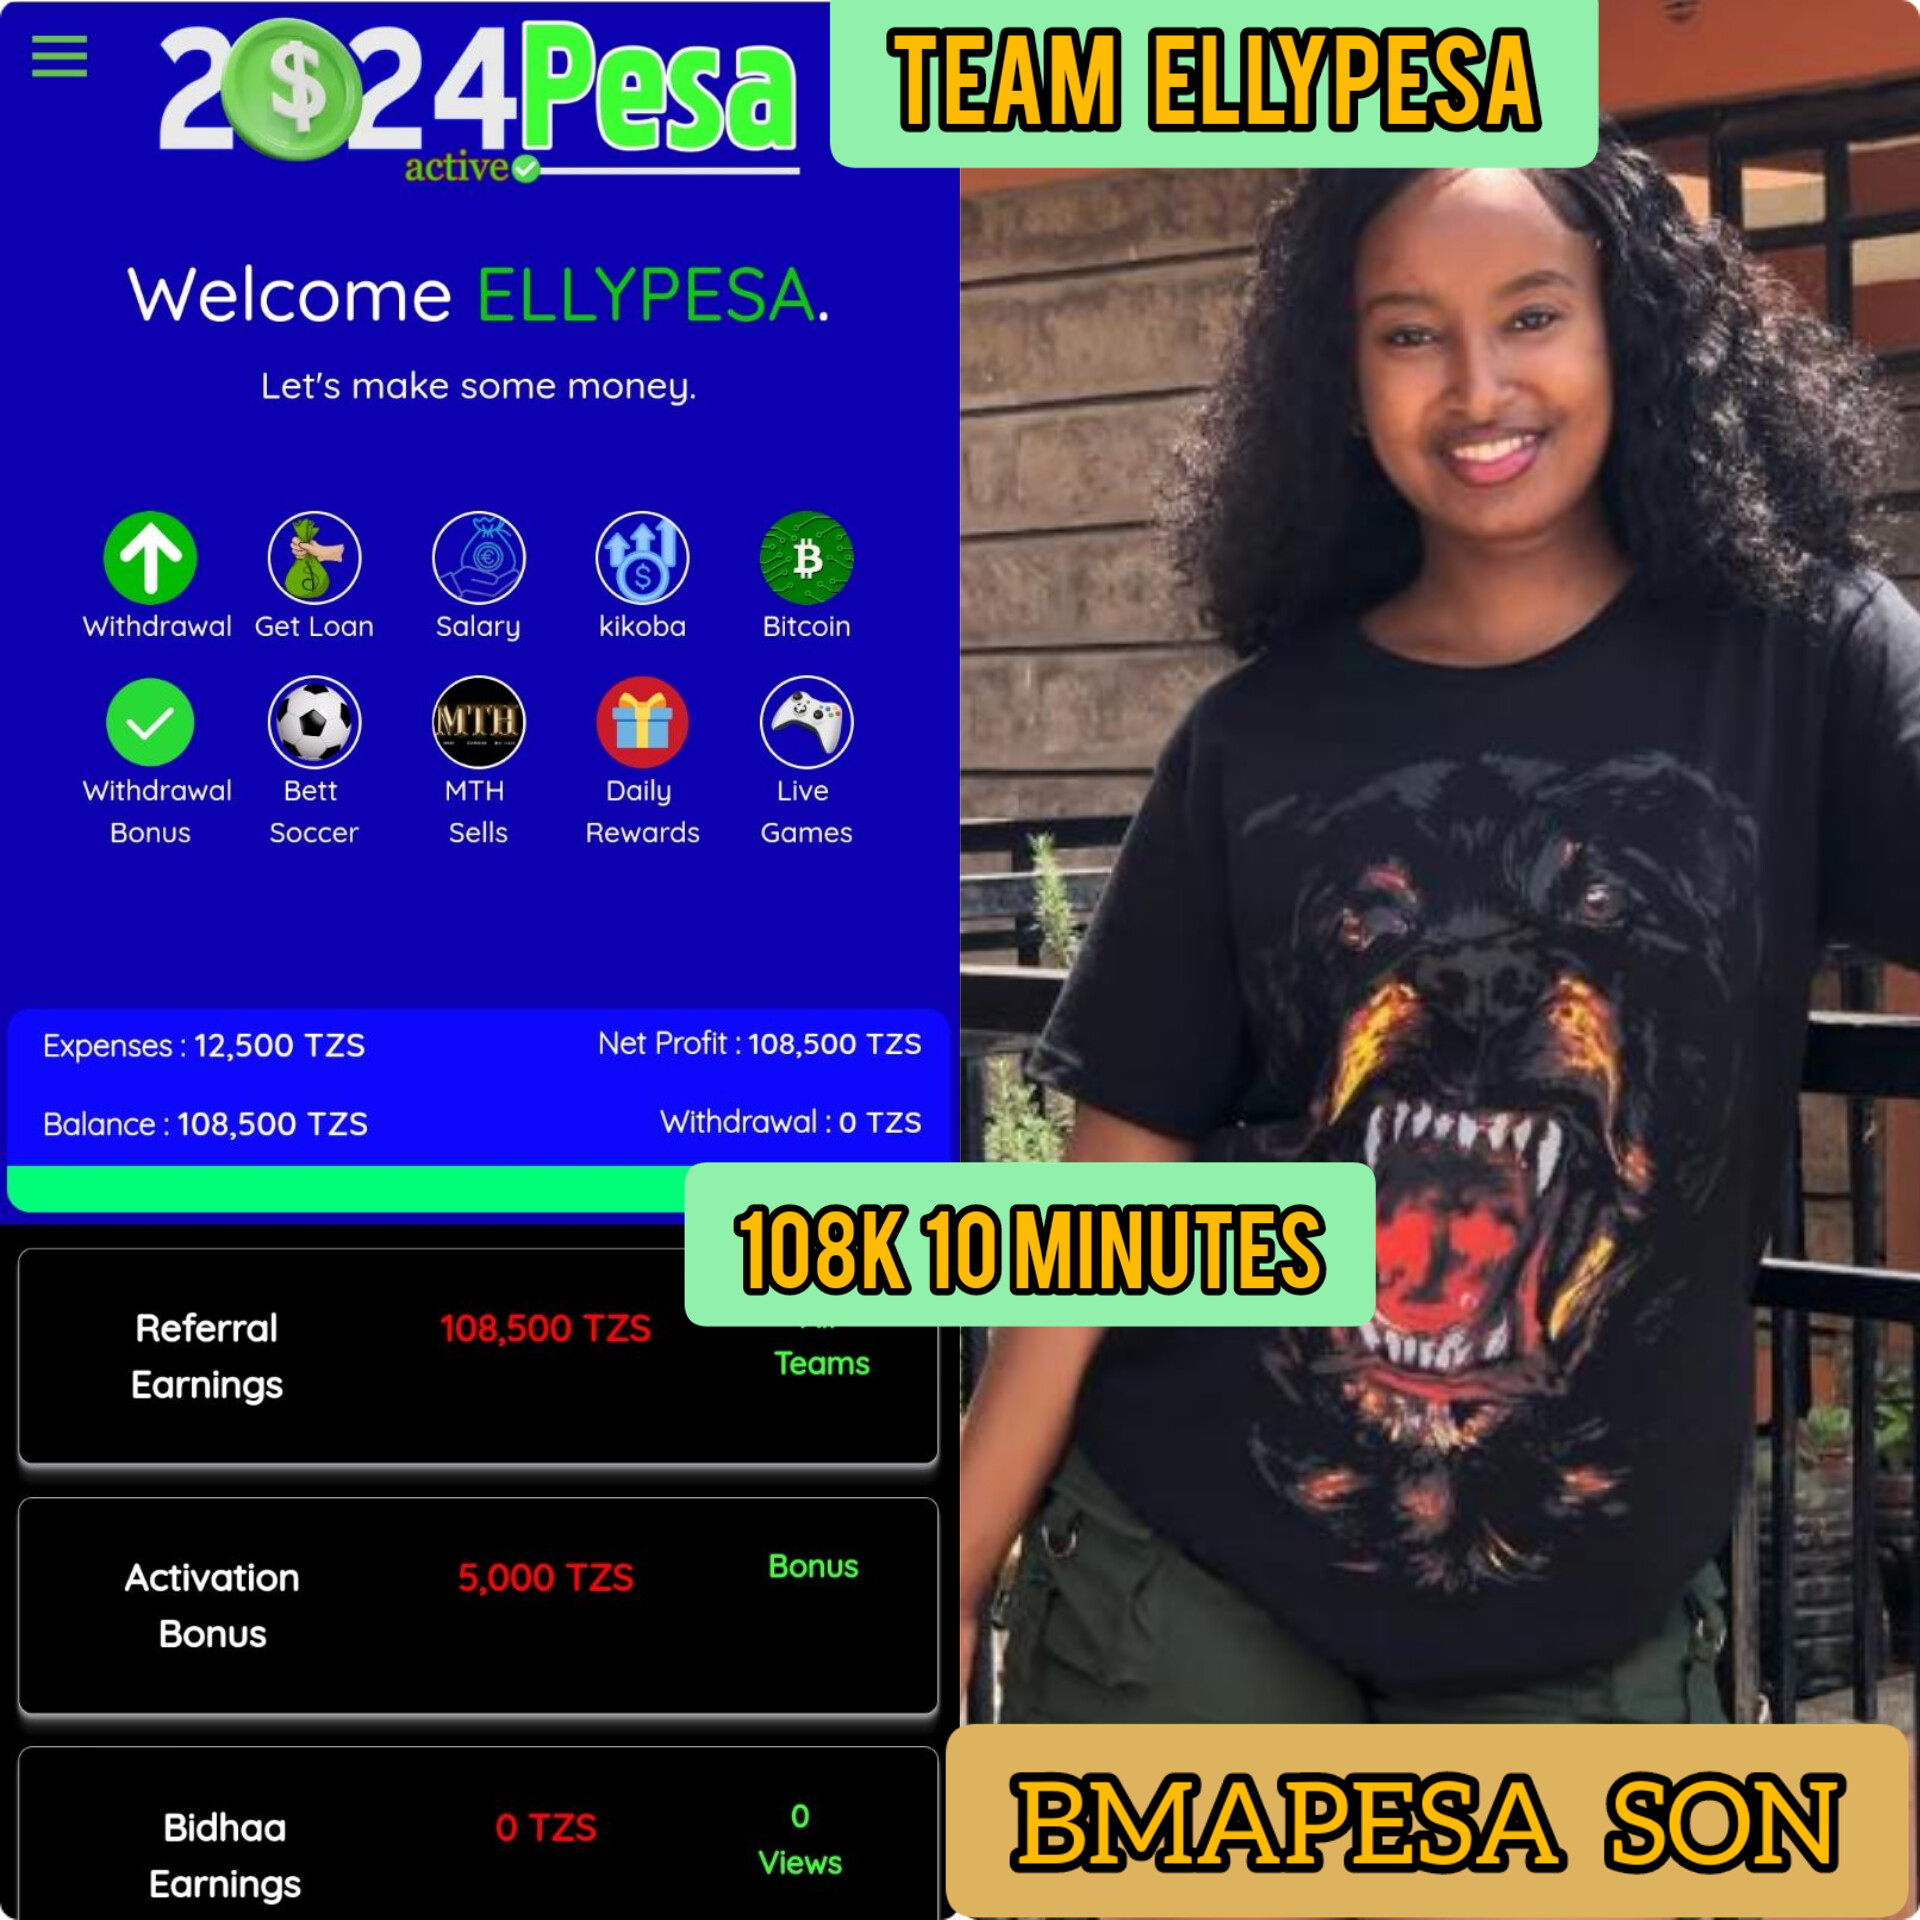 2024Pesa
active
TEAM ELLYPESA
Welcome ELLYPESA.
Let's make some money.
Withdrawal
Get Loan
Salary
kikoba
Bitcoin
MTH
Withdrawal
Bonus
Bett
Soccer
MTH
Sells
Daily
Rewards
Live
Games
Expenses : 12,500 TZS
Net Profit : 108,500 TZS
Balance : 108,500 TZS
Withdrawal : 0 TZS
108K 10 MINUTES
Referral
Earnings
108,500 TZS
Teams
Activation
Bonus
5,000 TZS
Bonus
Bidhaa
Earnings
0 TZS
0
Views
BMAPESA SON